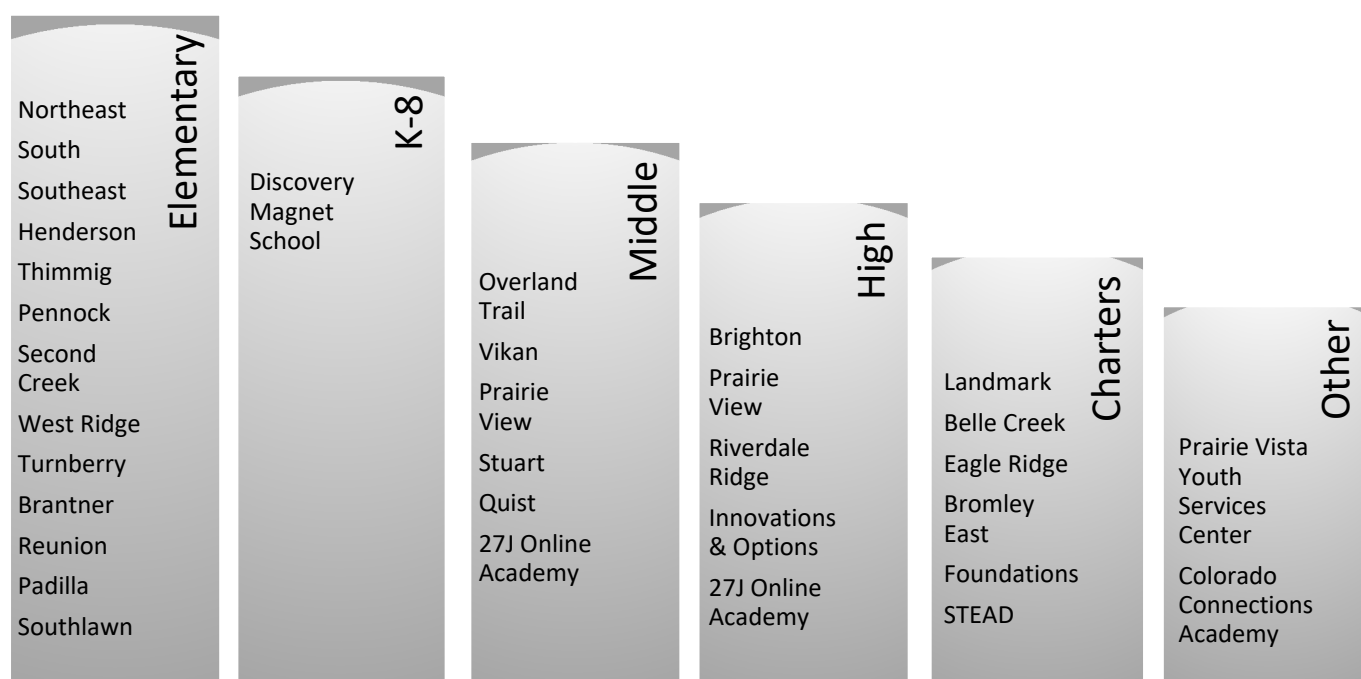 Elementary
Northeast
South
Southeast
Henderson
Thimmig
Pennock
Second
Creek
West Ridge
Turnberry
Brantner
Reunion
Padilla
Southlawn
K-8
Discovery
Magnet
School
Middle
Overland
Trail
Vikan
Prairie
View
Stuart
Quist
27J Online
Academy
High
Brighton
Prairie
View
Riverdale
Ridge
Innovations
& Options
27J Online
Academy
Charters
Landmark
Belle Creek
Eagle Ridge
Bromley
East
Foundations
STEAD
Other
Prairie Vista
Youth
Services
Center
Colorado
Connections
Academy